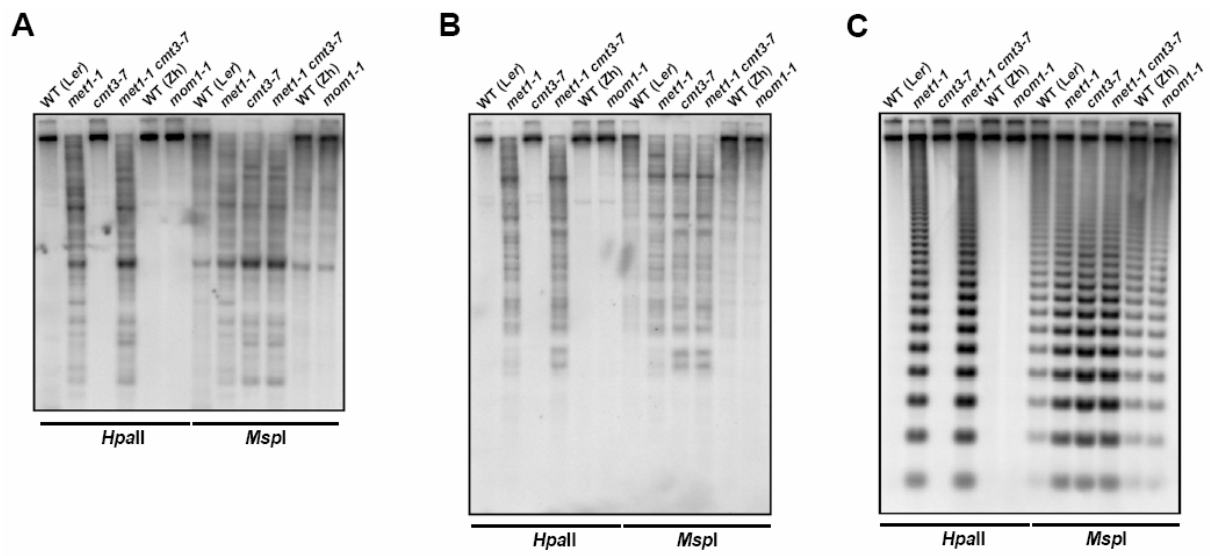 A
WT (Ler)
met1-1
cmt3-7
met1-1 cmt3-7
WT (Zh)
mom1-1
WT (Ler)
met1-1
cmt3-7
met1-1 cmt3-7
WT (Zh)
mom1-1
HpaII
MspI
B
WT (Ler)
met1-1
cmt3-7
met1-1 cmt3-7
WT (Zh)
mom1-1
WT (Ler)
met1-1
cmt3-7
met1-1 cmt3-7
WT (Zh)
mom1-1
HpaII
MspI
C
WT (Ler)
met1-1
cmt3-7
met1-1 cmt3-7
WT (Zh)
mom1-1
WT (Ler)
met1-1
cmt3-7
met1-1 cmt3-7
WT (Zh)
mom1-1
HpaII
MspI